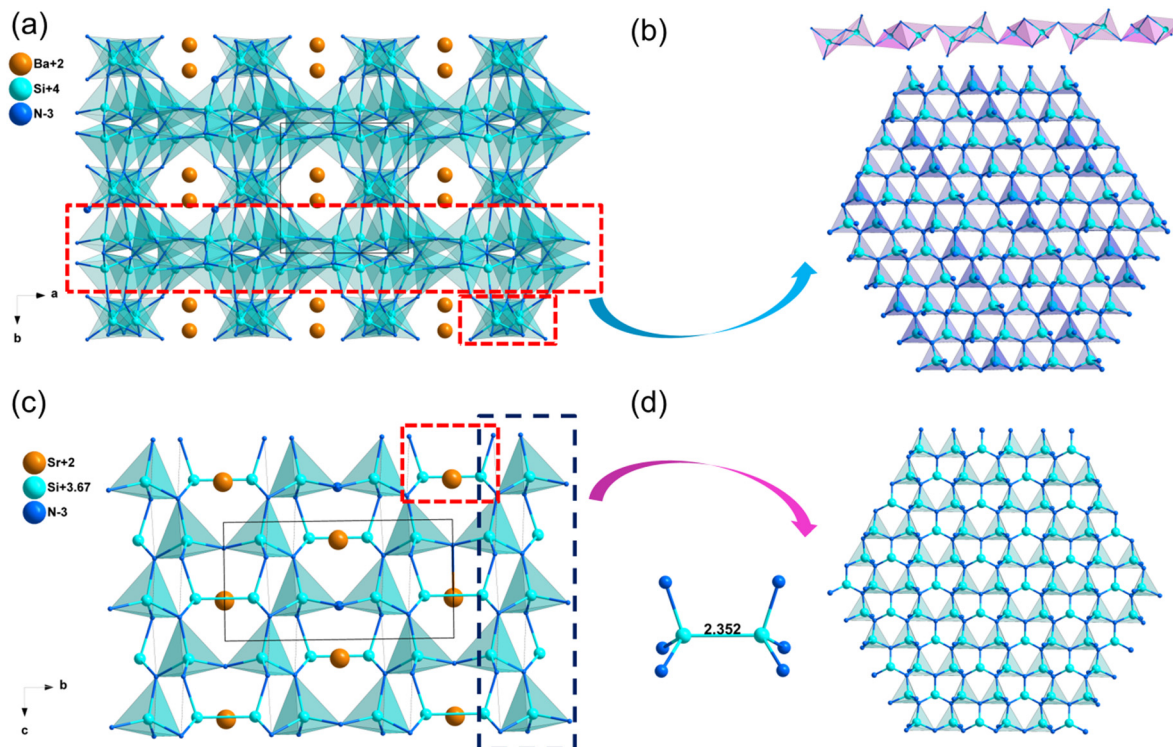 (a)
Ba+2
Si+4
N-3
a
b
(b)
(c)
Sr+2
Si+3.67
N-3
b
c
(d)
2.352